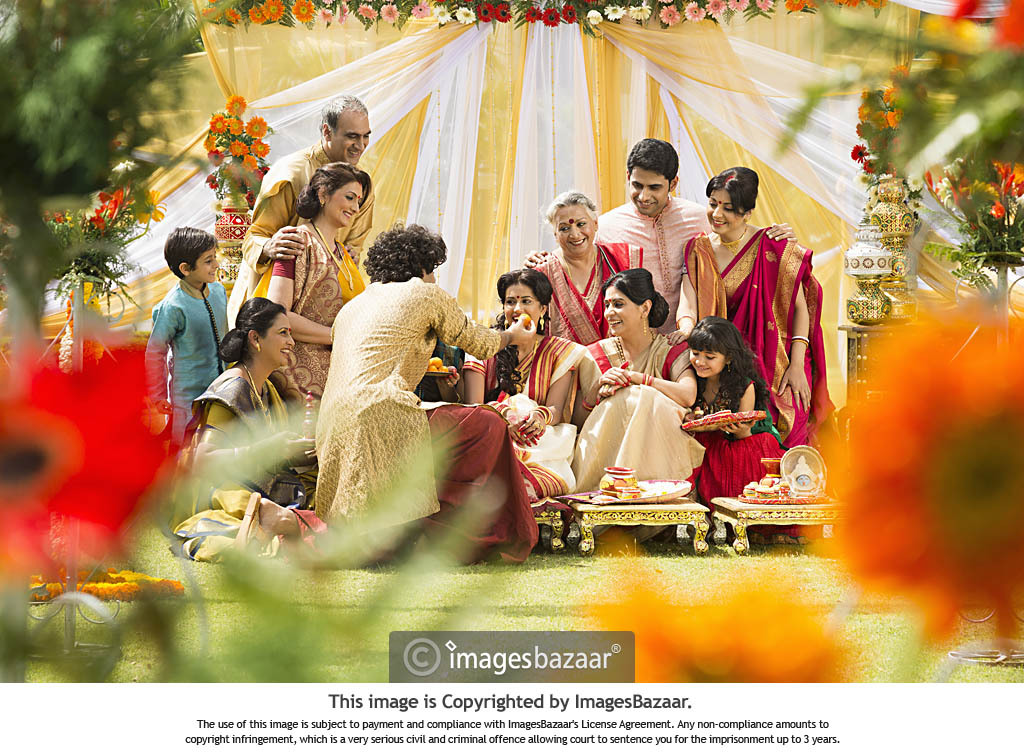 © imagesbazaar®
This image is Copyrighted by ImagesBazaar.
The use of this image is subject to payment and compliance with ImagesBazaar's License Agreement. Any non-compliance amounts to
copyright infringement, which is a very serious civil and criminal offence allowing court to sentence you for the imprisonment up to 3 years.